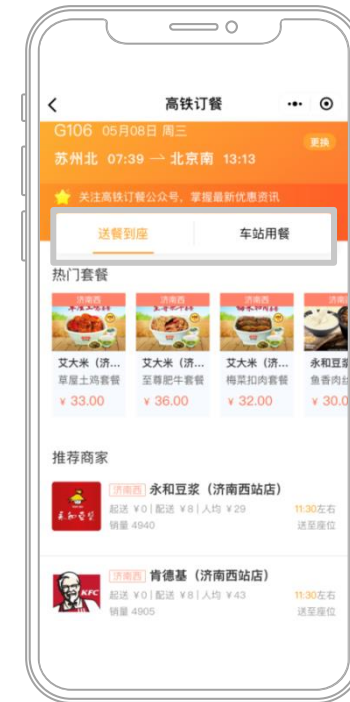 高铁订餐
G106 05月08日 周三
更换
苏州北 07:39 — 北京南 13:13
关注高铁订餐公众号，掌握最新优惠资讯
送餐到座 车站用餐
热门套餐
济南西 济南西 济南西 济南
艾大米（济... 艾大米（济... 艾大米（济... 永和豆浆
草屋土鸡套餐 至尊肥牛套餐 梅菜扣肉套餐 鱼香肉
¥ 33.00 ¥ 36.00 ¥ 32.00 ¥ 30.0
推荐商家
永和豆浆
济南西 永和豆浆（济南西站店）
起送 ¥0 | 配送 ¥8 | 人均 ¥29 11:30左右
销量 4940 送至座位
KFC
济南西 肯德基（济南西站店）
起送 ¥0 | 配送 ¥8 | 人均 ¥43 11:30左右
销量 4905 送至座位